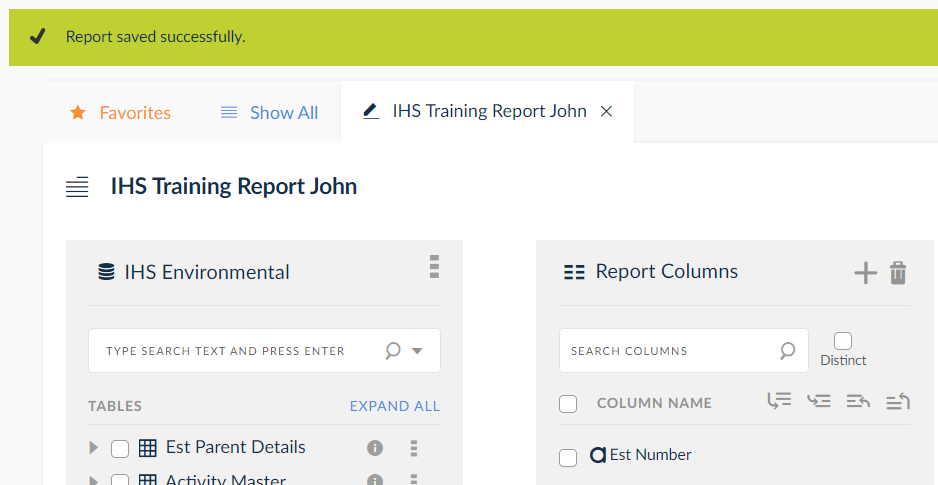 Report saved successfully.
Favorites
Show All
IHS Training Report John
IHS Training Report John
IHS Environmental
TYPE SEARCH TEXT AND PRESS ENTER
TABLES
EXPAND ALL
Est Parent Details
Activity Master
Report Columns
SEARCH COLUMNS
Distinct
COLUMN NAME
Est Number